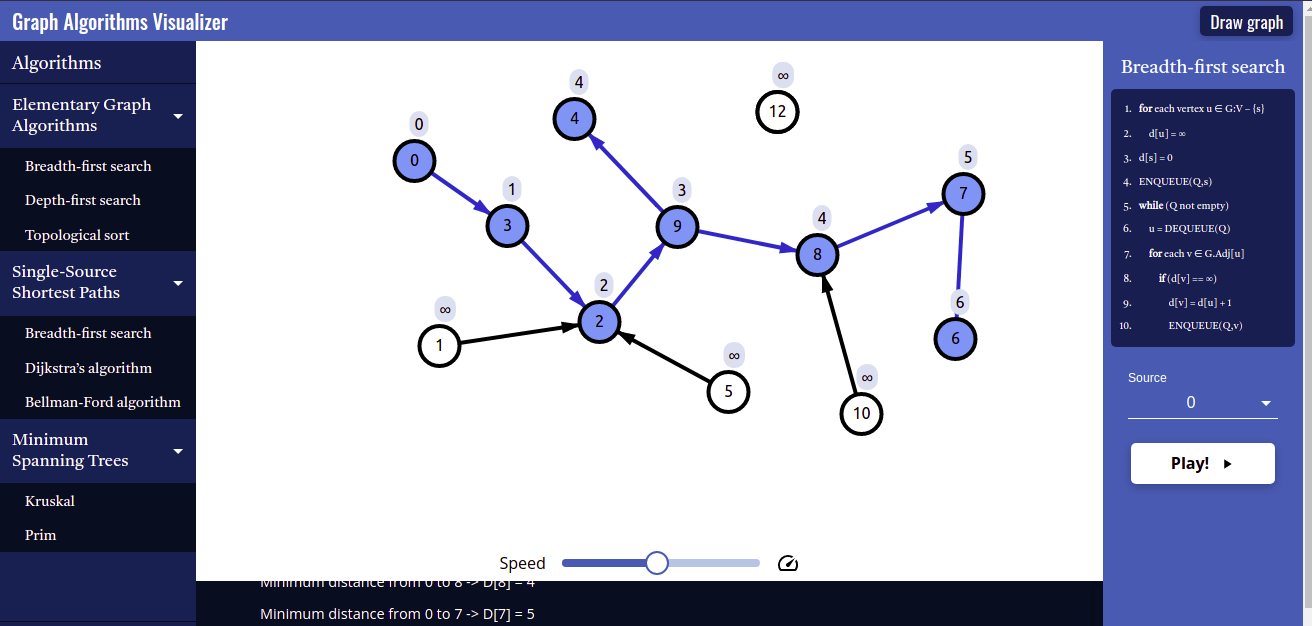 Graph Algorithms Visualizer
Draw graph
Algorithms
Elementary Graph
Algorithms
Breadth-first search
Depth-first search
Topological sort
Single-Source
Shortest Paths
Breadth-first search
Dijkstra's algorithm
Bellman-Ford algorithm
Minimum
Spanning Trees
Kruskal
Prim
4
4
∞
12
0
0
1
3
3
9
5
7
4
8
2
2
∞
1
6
6
∞
5
∞
10
Speed
Minimum distance from 0 to 8 -> D[8] = 4
Minimum distance from 0 to 7 -> D[7] = 5
Breadth-first search
1. for each vertex u ∈ G:V - {s}
2. d[u] = ∞
3. d[s] = 0
4. ENQUEUE(Q,s)
5. while (Q not empty)
6. u = DEQUEUE(Q)
7. for each v ∈ G.Adj[u]
8. if (d[v] == ∞)
9. d[v] = d[u] + 1
10. ENQUEUE(Q,v)
Source
0
Play!